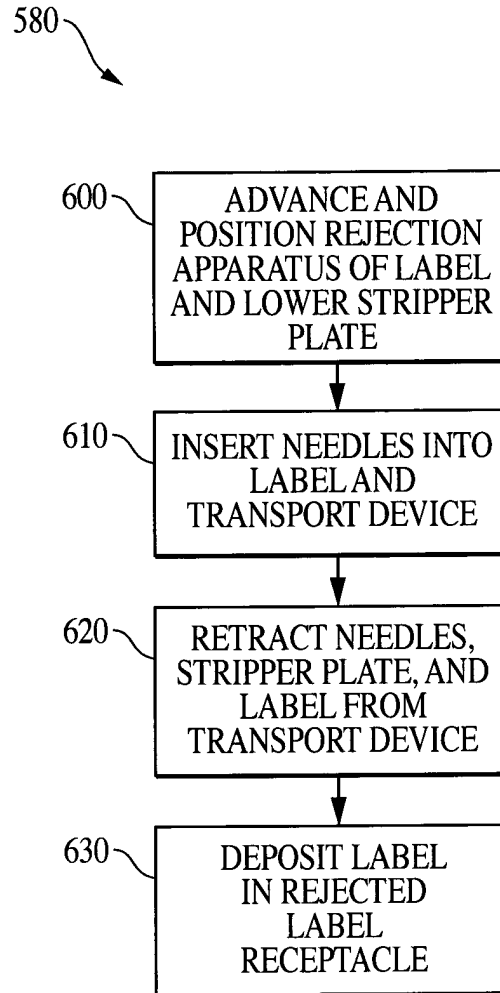 580
600
ADVANCE AND
POSITION REJECTION
APPARATUS OF LABEL
AND LOWER STRIPPER
PLATE
610
INSERT NEEDLES INTO
LABEL AND
TRANSPORT DEVICE
620
RETRACT NEEDLES,
STRIPPER PLATE, AND
LABEL FROM
TRANSPORT DEVICE
630
DEPOSIT LABEL
IN REJECTED
LABEL
RECEPTACLE